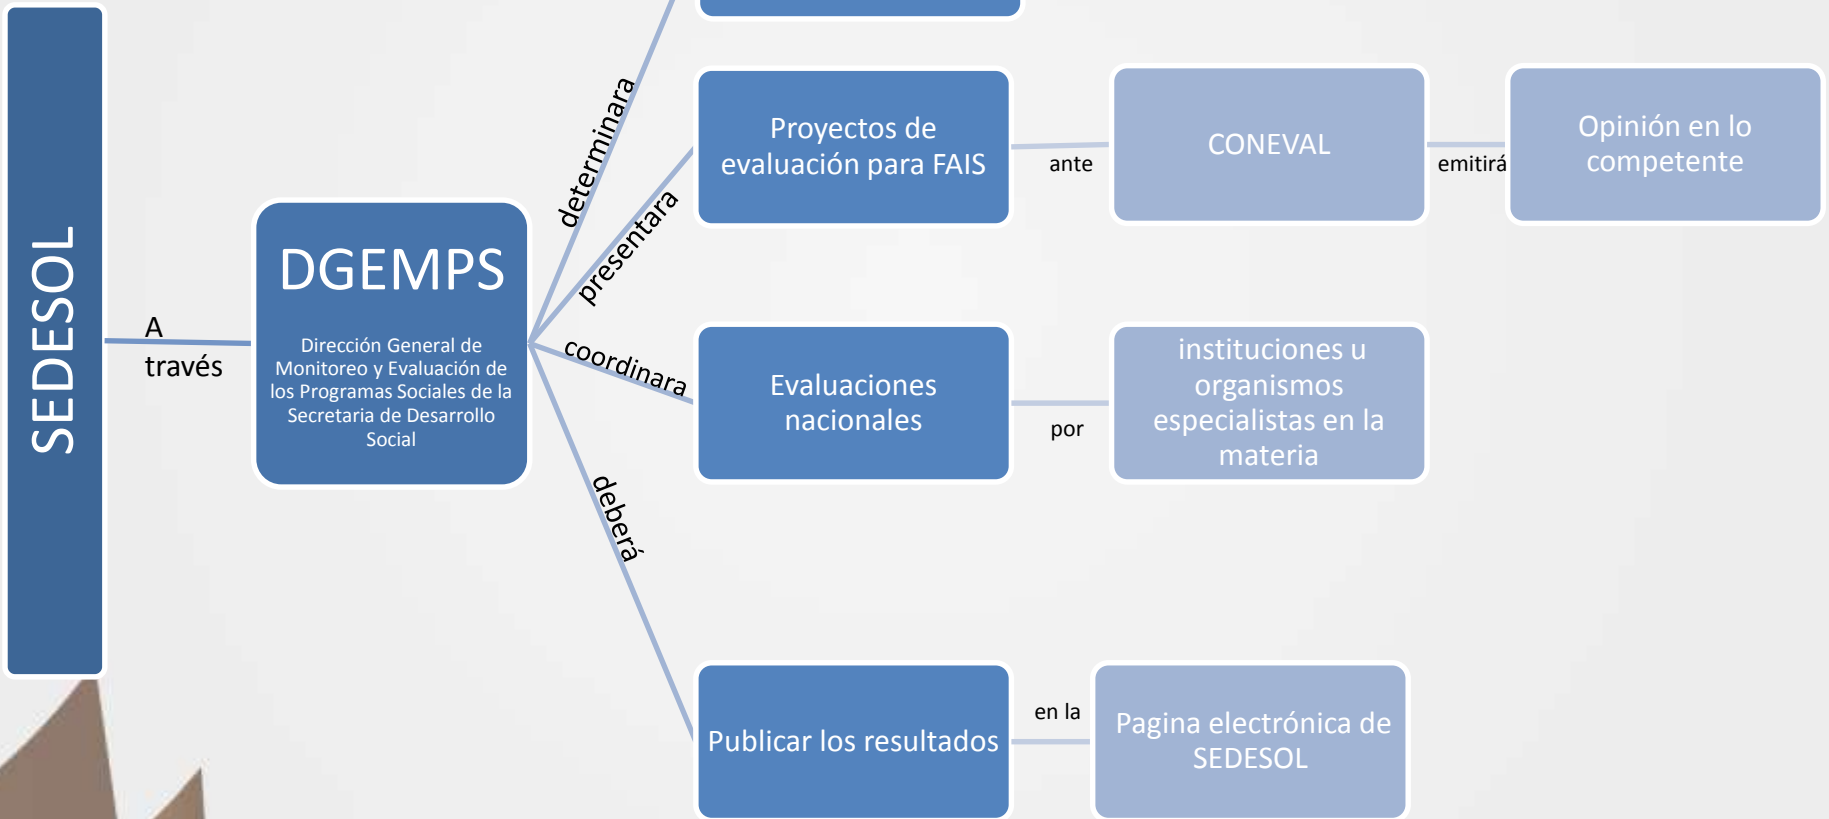 SEDESOL
A
través
DGEMPS
Dirección General de
Monitoreo y Evaluación de
los Programas Sociales de la
Secretaria de Desarrollo
Social
determinara
presentara
Proyectos de
evaluación para FAIS
ante
CONEVAL
emitirá
Opinión en lo
competente
coordinara
Evaluaciones
nacionales
por
instituciones u
organismos
especialistas en la
materia
deberá
Publicar los resultados
en la
Pagina electrónica de
SEDESOL